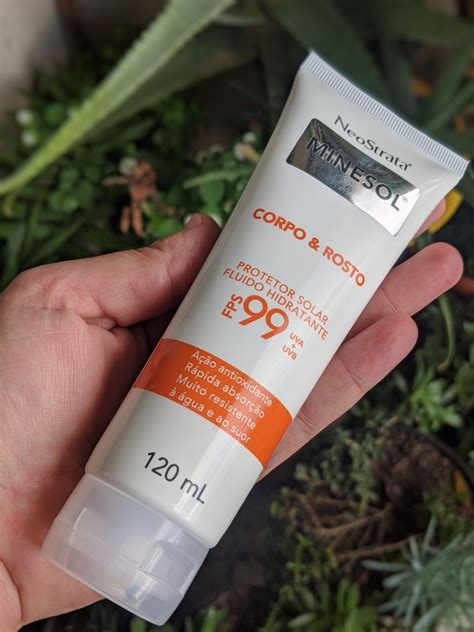 NEOSTRATA®
MINESOL®
CORPO & ROSTO
PROTETOR SOLAR
FLUIDO HIDRATANTE
FPS 99 UVA + UVB
Ação antioxidante
Rápida absorção
Muito resistente
à água e ao suor
120 mL